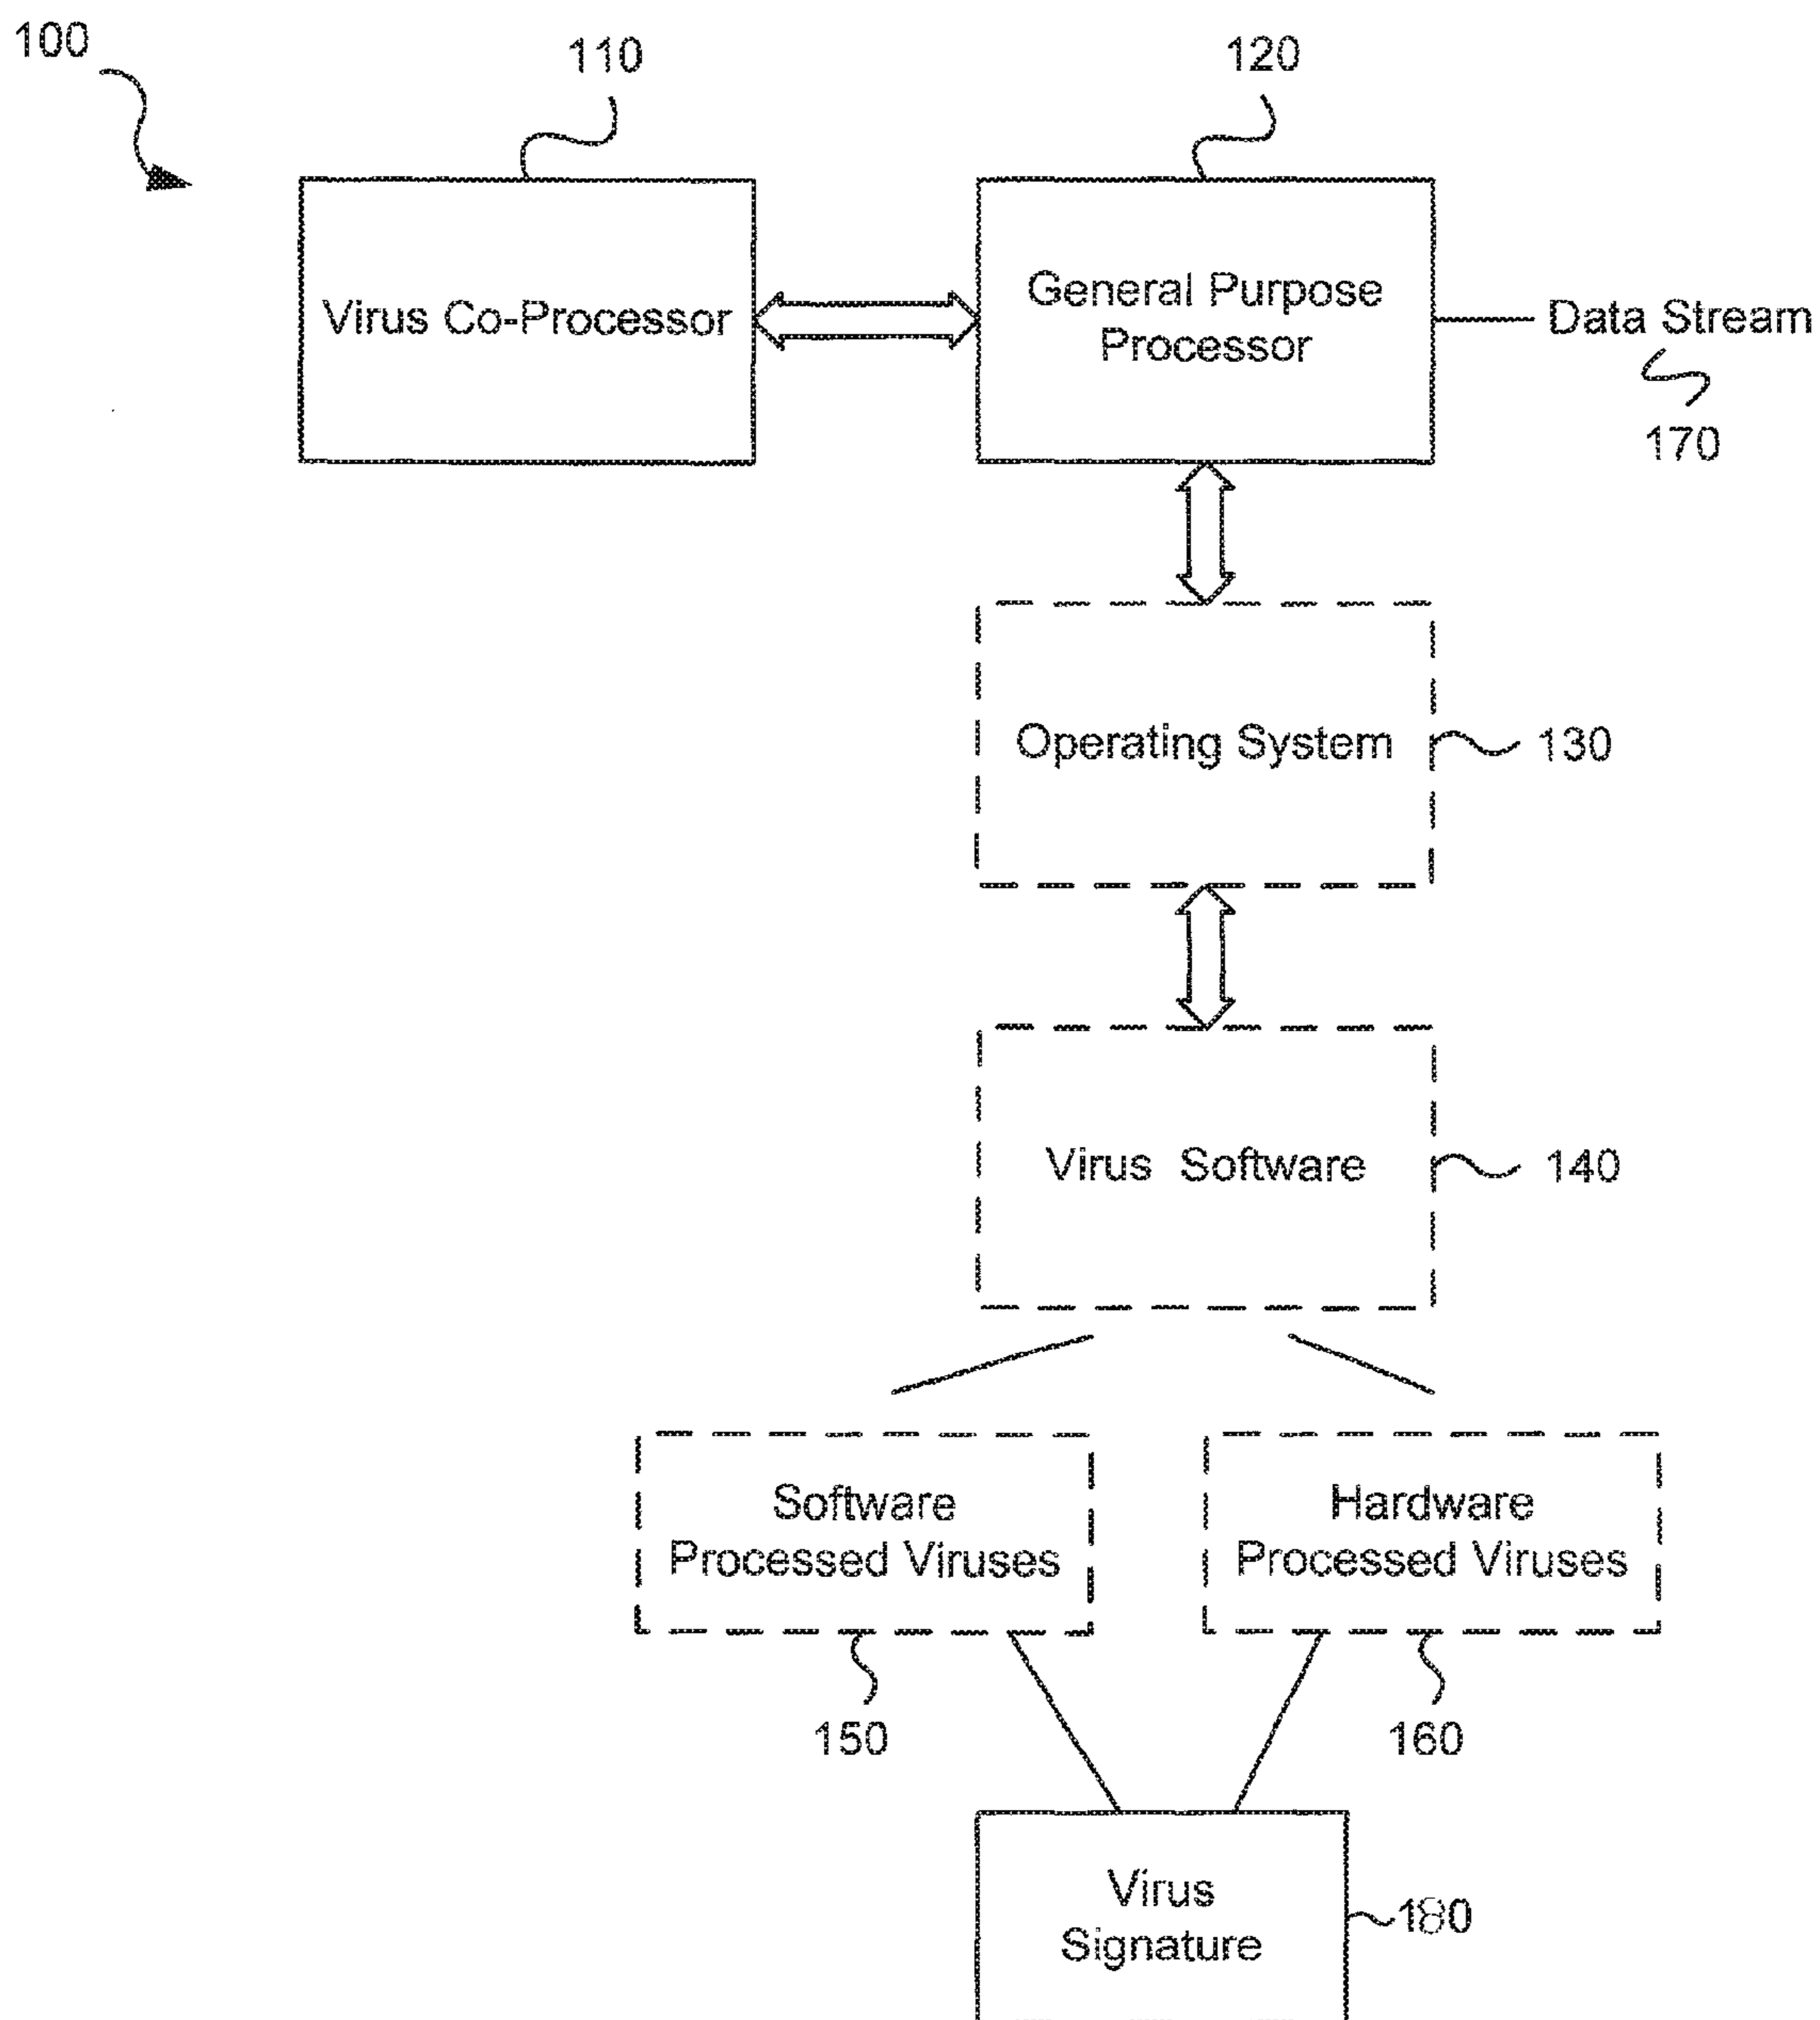 100
110
120
Virus Co-Processor
General Purpose
Processor
Data Stream
170
Operating System
130
Virus Software
140
Software
Processed Viruses
Hardware
Processed Viruses
150
160
Virus
Signature
180